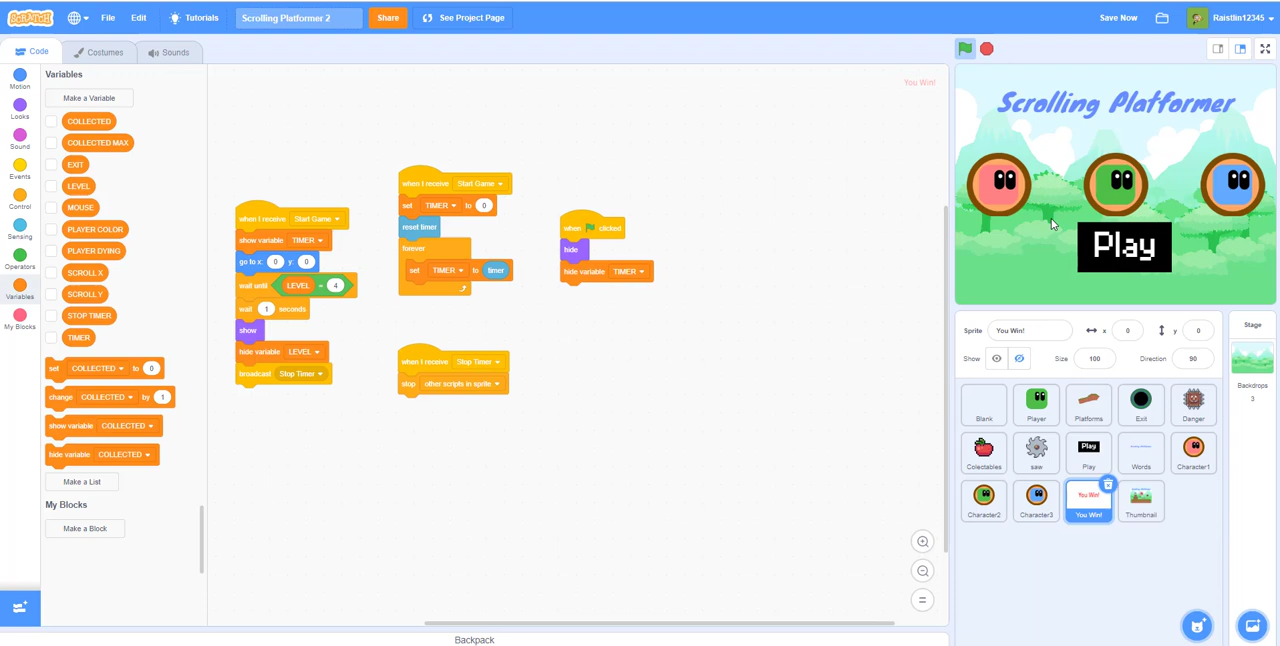 SCRATCH
File
Edit
Tutorials
Scrolling Platformer 2
Share
See Project Page
Save Now
Raistlin12345
Code
Costumes
Sounds
Motion
Looks
Sound
Events
Control
Sensing
Operators
Variables
My Blocks
Variables
Make a Variable
COLLECTED
COLLECTED MAX
EXIT
LEVEL
MOUSE
PLAYER COLOR
PLAYER DYING
SCROLL X
SCROLL Y
STOP TIMER
TIMER
set COLLECTED to 0
change COLLECTED by 1
show variable COLLECTED
hide variable COLLECTED
Make a List
My Blocks
Make a Block
when I receive Start Game
show variable TIMER
go to x: 0 y: 0
wait until LEVEL = 4
wait 1 seconds
show
hide variable LEVEL
broadcast Stop Timer
when I receive Start Game
set TIMER to 0
reset timer
forever
set TIMER to timer
when I receive Stop Timer
stop other scripts in sprite
when clicked
hide
hide variable TIMER
You Win!
Backpack
Scrolling Platformer
Play
Sprite You Win! x 0 y 0
Show Size 100 Direction 90
Blank
Player
Platforms
Exit
Danger
Colectables
saw
Play
Play
Words
Character1
Character2
Character3
You Win!
You Win!
Thumbnail
Stage
Backdrops
3